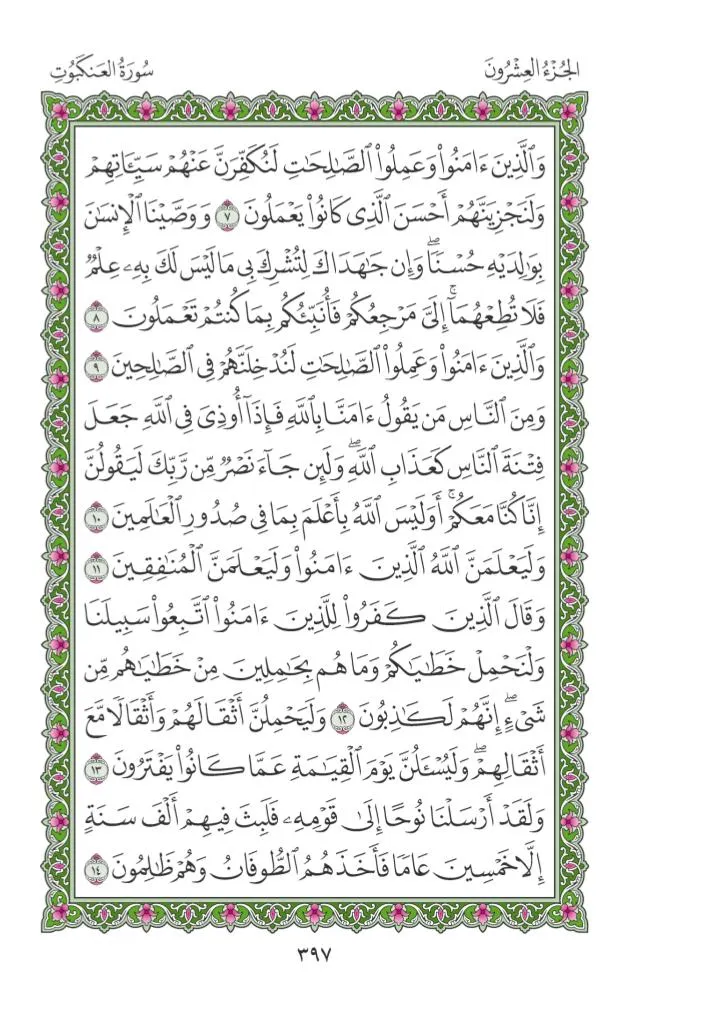 الجُزْءُ العِشْرُونَ
سُورَةُ العَنكَبُوتِ
وَٱلَّذِينَ ءَامَنُواْ وَعَمِلُواْ ٱلصَّٰلِحَٰتِ لَنُكَفِّرَنَّ عَنْهُمْ سَيِّـَٔاتِهِمْ
وَلَنَجْزِيَنَّهُمْ أَحْسَنَ ٱلَّذِى كَانُواْ يَعْمَلُونَ ٧ وَوَصَّيْنَا ٱلْإِنسَٰنَ
بِوَٰلِدَيْهِ حُسْنًاۖ وَإِن جَٰهَدَاكَ لِتُشْرِكَ بِى مَا لَيْسَ لَكَ بِهِۦ عِلْمٌ
فَلَا تُطِعْهُمَآۚ إِلَىَّ مَرْجِعُكُمْ فَأُنَبِّئُكُم بِمَا كُنتُمْ تَعْمَلُونَ ٨
وَٱلَّذِينَ ءَامَنُواْ وَعَمِلُواْ ٱلصَّٰلِحَٰتِ لَنُدْخِلَنَّهُمْ فِى ٱلصَّٰلِحِينَ ٩
وَمِنَ ٱلنَّاسِ مَن يَقُولُ ءَامَنَّا بِٱللَّهِ فَإِذَآ أُوذِىَ فِى ٱللَّهِ جَعَلَ
فِتْنَةَ ٱلنَّاسِ كَعَذَابِ ٱللَّهِۖ وَلَئِن جَآءَ نَصْرٌ مِّن رَّبِّكَ لَيَقُولُنَّ
إِنَّا كُنَّا مَعَكُمْۚ أَوَلَيْسَ ٱللَّهُ بِأَعْلَمَ بِمَا فِى صُدُورِ ٱلْعَٰلَمِينَ ١٠
وَلَيَعْلَمَنَّ ٱللَّهُ ٱلَّذِينَ ءَامَنُواْ وَلَيَعْلَمَنَّ ٱلْمُنَٰفِقِينَ ١١
وَقَالَ ٱلَّذِينَ كَفَرُواْ لِلَّذِينَ ءَامَنُواْ ٱتَّبِعُواْ سَبِيلَنَا
وَلْنَحْمِلْ خَطَٰيَٰكُمْ وَمَا هُم بِحَٰمِلِينَ مِنْ خَطَٰيَٰهُم مِّن
شَىْءٍۖ إِنَّهُمْ لَكَٰذِبُونَ ١٢ وَلَيَحْمِلُنَّ أَثْقَالَهُمْ وَأَثْقَالًا مَّعَ
أَثْقَالِهِمْۖ وَلَيُسْـَٔلُنَّ يَوْمَ ٱلْقِيَٰمَةِ عَمَّا كَانُواْ يَفْتَرُونَ ١٣
وَلَقَدْ أَرْسَلْنَا نُوحًا إِلَىٰ قَوْمِهِۦ فَلَبِثَ فِيهِمْ أَلْفَ سَنَةٍ
إِلَّا خَمْسِينَ عَامًا فَأَخَذَهُمُ ٱلطُّوفَانُ وَهُمْ ظَٰلِمُونَ ١٤
٣٩٧